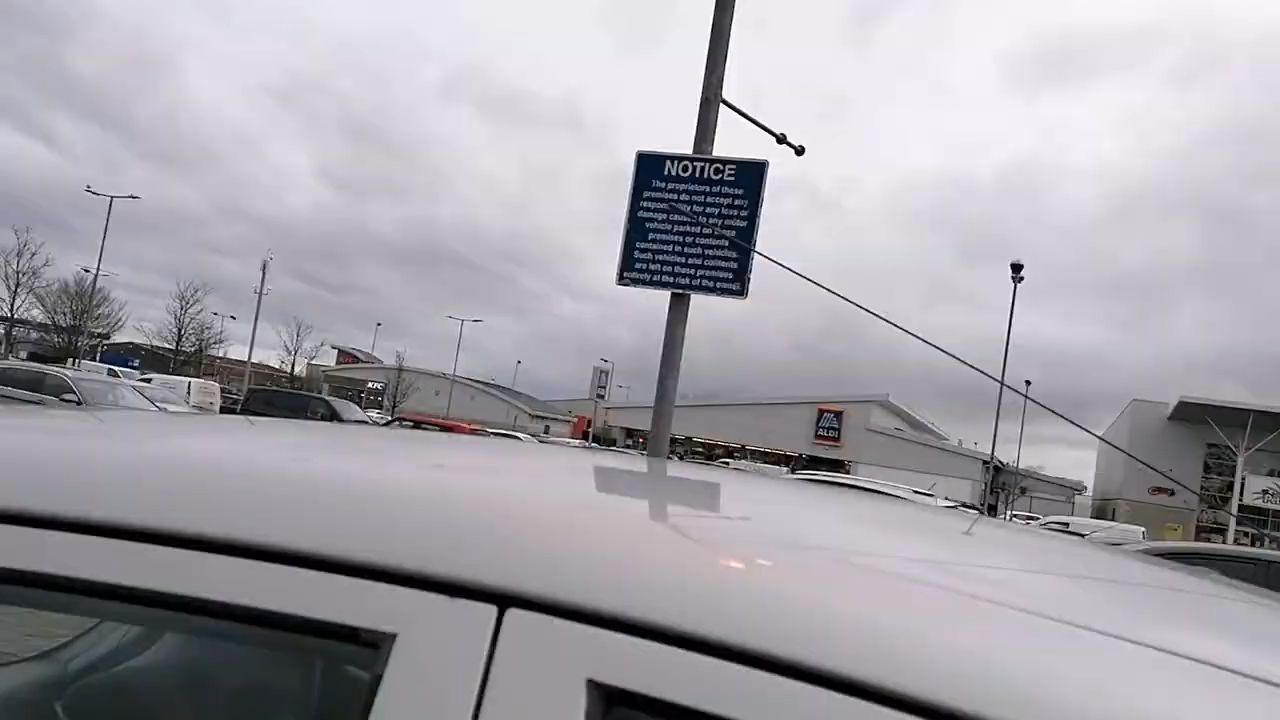 NOTICE
The proprietors of these
premises do not accept any
responsibility for any loss or
damage caused to any motor
vehicle parked on these
premises or contents
contained in such vehicles.
Such vehicles and contents
are left on these premises
entirely at the risk of the owner.
KFC
KFC
ALDI